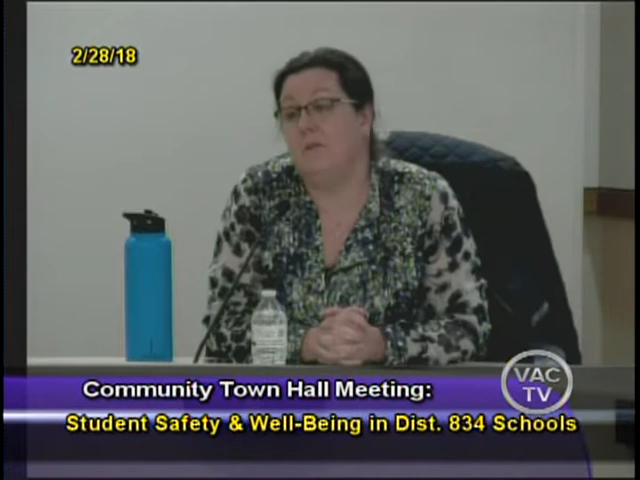 2/28/18
VAC
TV
Community Town Hall Meeting:
Student Safety & Well-Being in Dist. 834 Schools